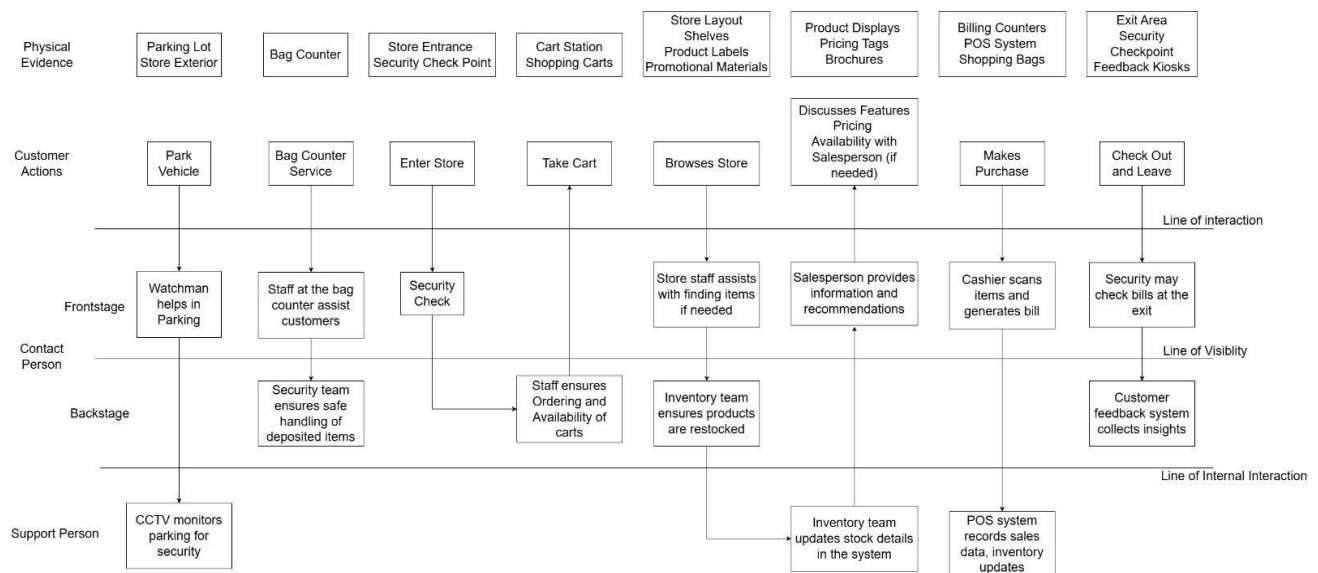 Physical
Evidence
Parking Lot
Store Exterior
Bag Counter
Store Entrance
Security Check Point
Cart Station
Shopping Carts
Store Layout
Shelves
Product Labels
Promotional Materials
Product Displays
Pricing Tags
Brochures
Billing Counters
POS System
Shopping Bags
Exit Area
Security
Checkpoint
Feedback Kiosks
Customer
Actions
Park
Vehicle
Bag Counter
Service
Enter Store
Take Cart
Browses Store
Discusses Features
Pricing
Availability with
Salesperson (if
needed)
Makes
Purchase
Check Out
and Leave
Line of interaction
Frontstage
Watchman
helps in
Parking
Staff at the bag
counter assist
customers
Security
Check
Store staff assists
with finding items
if needed
Salesperson provides
information and
recommendations
Cashier scans
items and
generates bill
Security may
check bills at the
exit
Contact
Person
Line of Visiblity
Backstage
Security team
ensures safe
handling of
deposited items
Staff ensures
Ordering and
Availability of
carts
Inventory team
ensures products
are restocked
Customer
feedback system
collects insights
Line of Internal Interaction
Support Person
CCTV monitors
parking for
security
Inventory team
updates stock details
in the system
POS system
records sales
data, inventory
updates